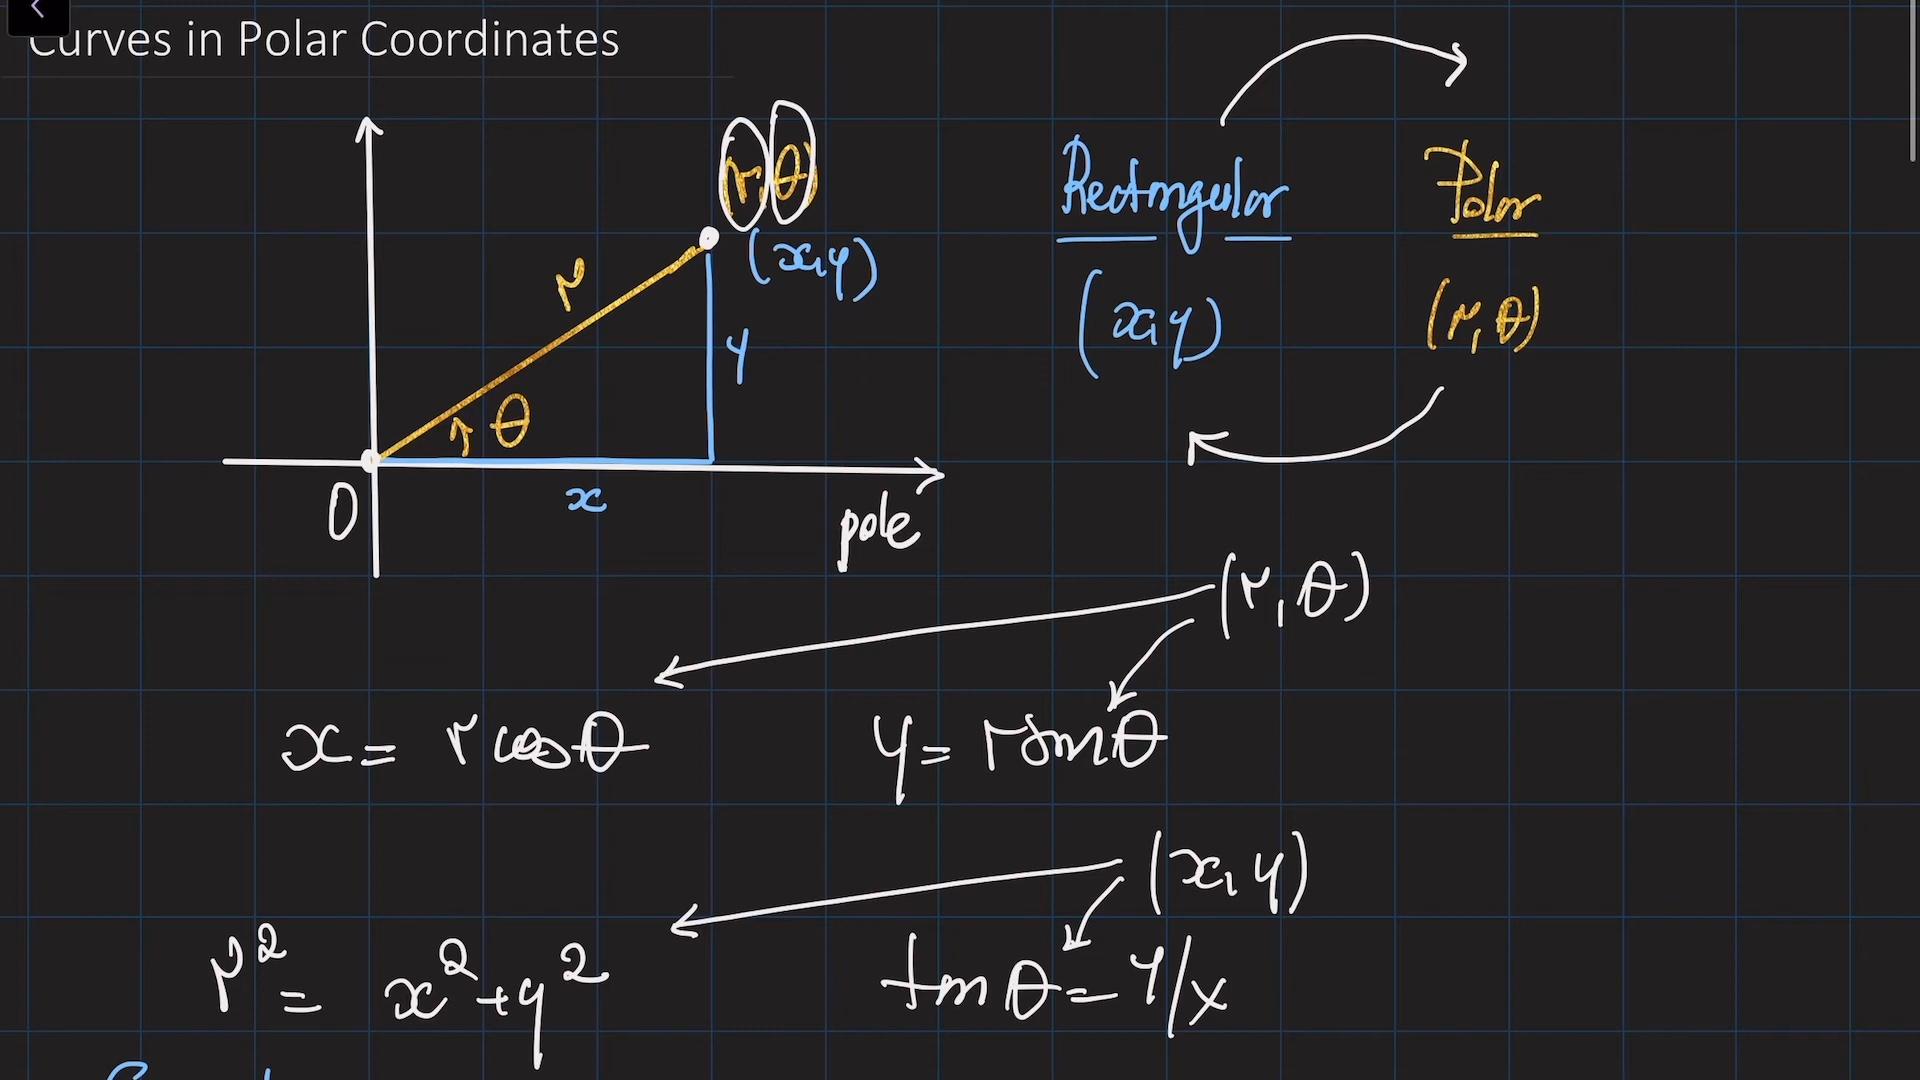 Curves in Polar Coordinates
(r, θ)
(x, y)
r
y
θ
O
x
pole
Rectangular
Polar
(x, y)
(r, θ)
(r, θ)
x = r cosθ
y = r sinθ
(x, y)
r² = x² + y²
tanθ = y/x